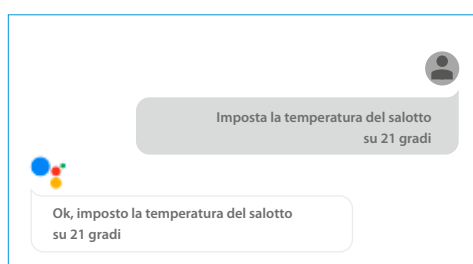 Imposta la temperatura del salotto
su 21 gradi
Ok, imposto la temperatura del salotto
su 21 gradi